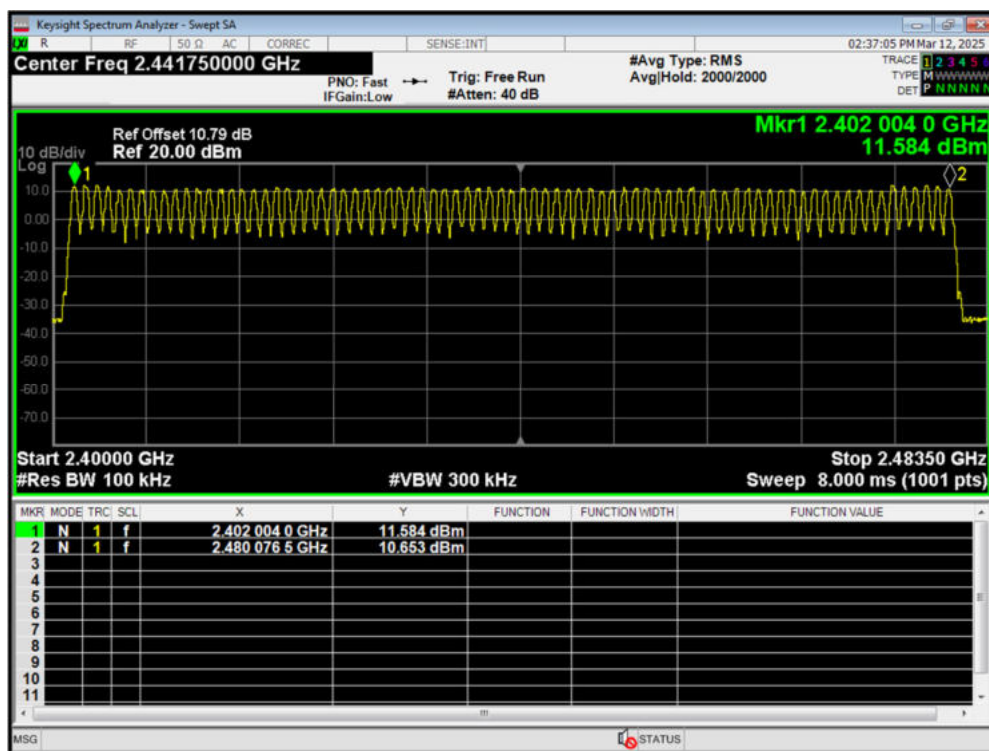 Keysight Spectrum Analyzer - Swept SA
LXI R RF 50 Ω AC CORREC SENSE:INT 02:37:05 PM Mar 12, 2025
Center Freq 2.441750000 GHz
PNO: Fast
IFGain:Low
Trig: Free Run
#Atten: 40 dB
#Avg Type: RMS
Avg|Hold: 2000/2000
TRACE 1 2 3 4 5 6
TYPE M WWWWW
DET P N N N N N
Mkr1 2.402 004 0 GHz
11.584 dBm
Ref Offset 10.79 dB
10 dB/div Ref 20.00 dBm
Log
1
2
10.0
0.00
-10.0
-20.0
-30.0
-40.0
-50.0
-60.0
-70.0
Start 2.40000 GHz Stop 2.48350 GHz
#Res BW 100 kHz #VBW 300 kHz Sweep 8.000 ms (1001 pts)
MKR MODE TRC SCL X Y FUNCTION FUNCTION WIDTH FUNCTION VALUE
1 N 1 f 2.402 004 0 GHz 11.584 dBm
2 N 1 f 2.480 076 5 GHz 10.653 dBm
3
4
5
6
7
8
9
10
11
MSG STATUS